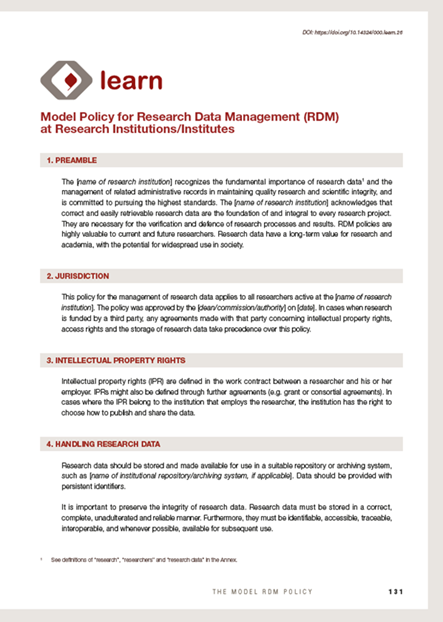 DOI: https://doi.org/10.14324/000.learn.28
learn
Model Policy for Research Data Management (RDM)
at Research Institutions/Institutes
1. PREAMBLE
The [name of research institution] recognizes the fundamental importance of research data¹ and the
management of related administrative records in maintaining quality research and scientific integrity, and
is committed to pursuing the highest standards. The [name of research institution] acknowledges that
correct and easily retrievable research data are the foundation of and integral to every research project.
They are necessary for the verification and defence of research processes and results. RDM policies are
highly valuable to current and future researchers. Research data have a long-term value for research and
academia, with the potential for widespread use in society.
2. JURISDICTION
This policy for the management of research data applies to all researchers active at the [name of research
institution]. The policy was approved by the [dean/commission/authority] on [date]. In cases when research
is funded by a third party, any agreements made with that party concerning intellectual property rights,
access rights and the storage of research data take precedence over this policy.
3. INTELLECTUAL PROPERTY RIGHTS
Intellectual property rights (IPR) are defined in the work contract between a researcher and his or her
employer. IPRs might also be defined through further agreements (e.g. grant or consortial agreements). In
cases where the IPR belong to the institution that employs the researcher, the institution has the right to
choose how to publish and share the data.
4. HANDLING RESEARCH DATA
Research data should be stored and made available for use in a suitable repository or archiving system,
such as [name of institutional repository/archiving system, if applicable]. Data should be provided with
persistent identifiers.
It is important to preserve the integrity of research data. Research data must be stored in a correct,
complete, unadulterated and reliable manner. Furthermore, they must be identifiable, accessible, traceable,
interoperable, and whenever possible, available for subsequent use.
¹ See definitions of "research", "researchers" and "research data" in the Annex.
THE MODEL RDM POLICY 131